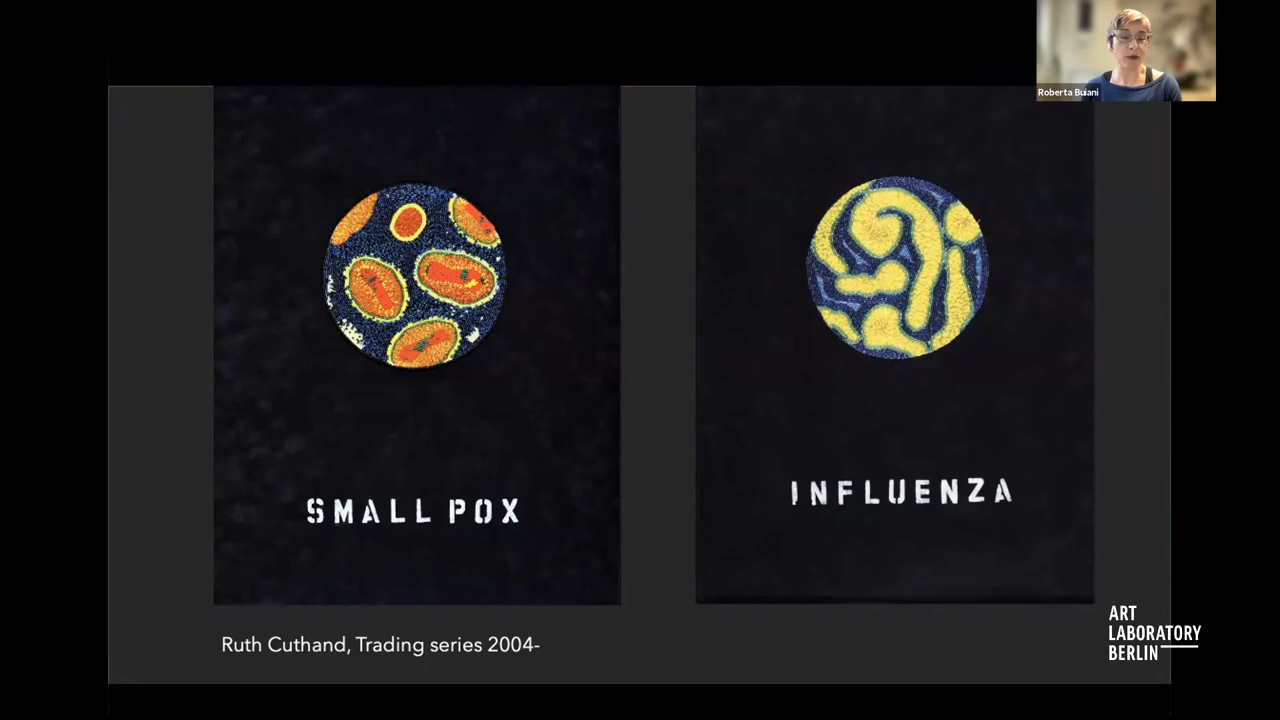 Roberta Buiani
SMALL POX
INFLUENZA
Ruth Cuthand, Trading series 2004-
ART
LABORATORY
BERLIN